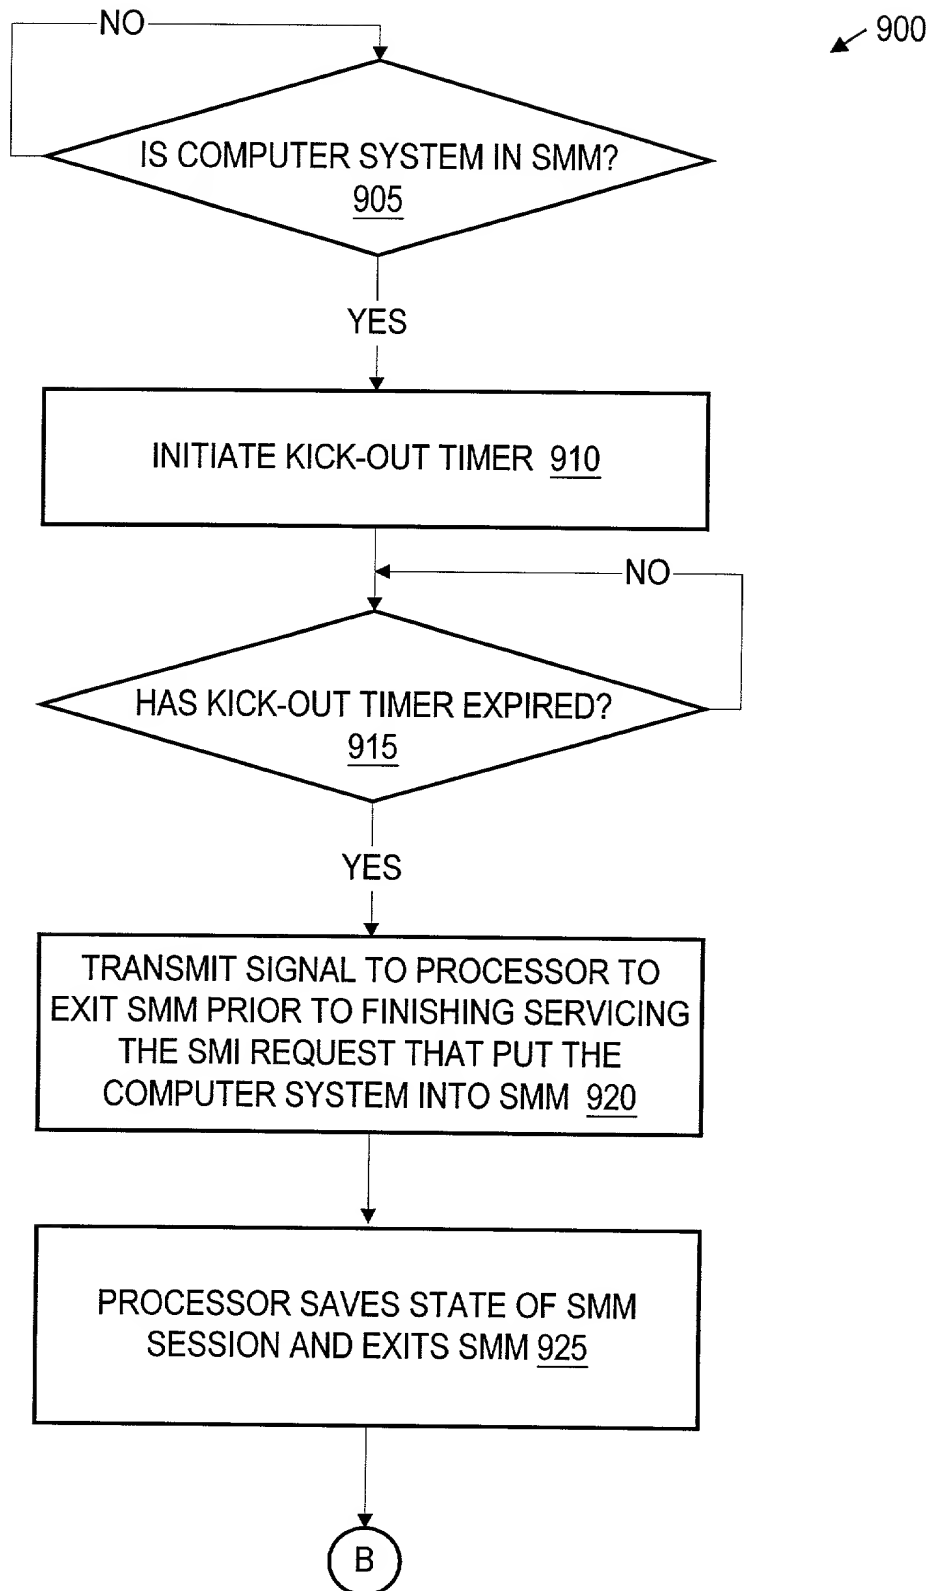 NO
900
IS COMPUTER SYSTEM IN SMM?
905
YES
INITIATE KICK-OUT TIMER 910
NO
HAS KICK-OUT TIMER EXPIRED?
915
YES
TRANSMIT SIGNAL TO PROCESSOR TO
EXIT SMM PRIOR TO FINISHING SERVICING
THE SMI REQUEST THAT PUT THE
COMPUTER SYSTEM INTO SMM 920
PROCESSOR SAVES STATE OF SMM
SESSION AND EXITS SMM 925
B